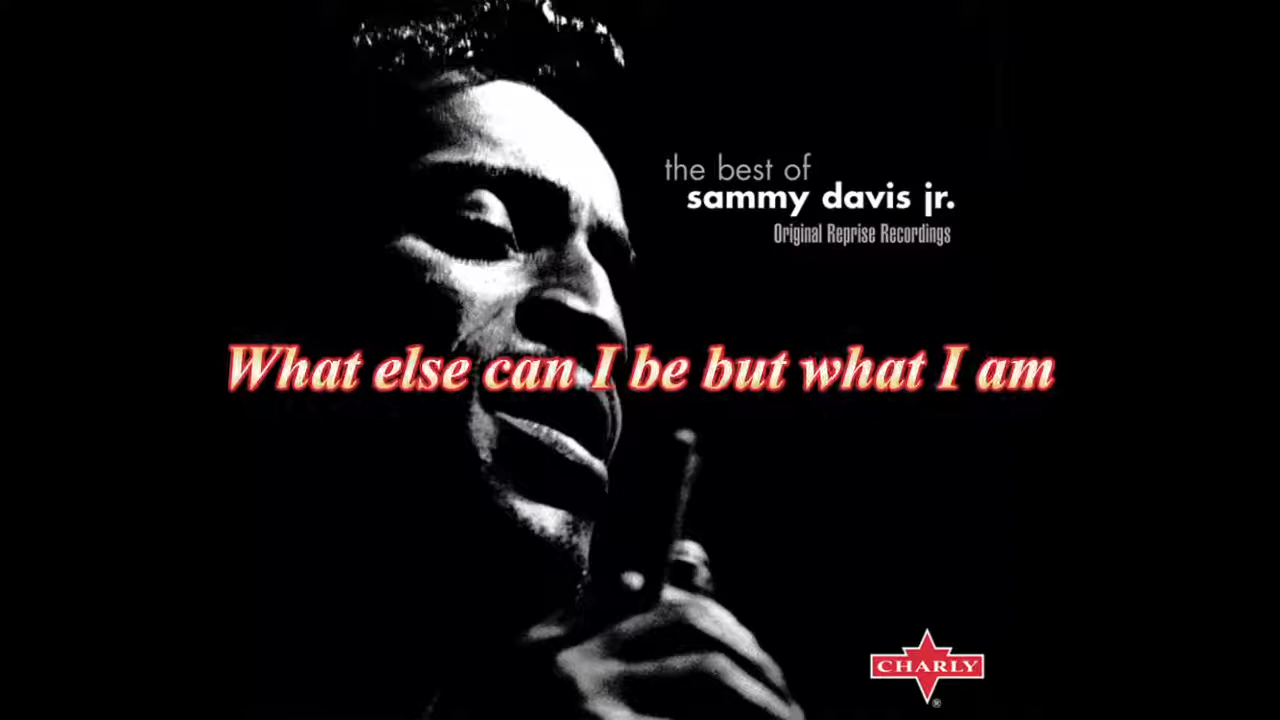 the best of
sammy davis jr.
Original Reprise Recordings
What else can I be but what I am
CHARLY
®